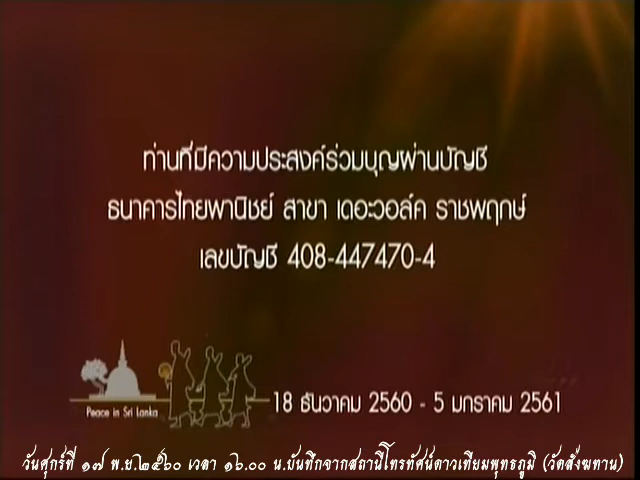 ท่านที่มีความประสงค์ร่วมบุญผ่านบัญชี
ธนาคารไทยพานิชย์ สาขา เดอะวอล์ค ราชพฤกษ์
เลขบัญชี 408-447470-4
Peace in Sri Lanka
18 ธันวาคม 2560 - 5 มกราคม 2561
วันศุกร์ที่ ๑๗ พ.ย.๒๕๖๐ เวลา ๑๖.๐๐ น.บันทึกจากสถานีโทรทัศน์ดาวเทียมพุทธภูมิ (วัดสังฆทาน)